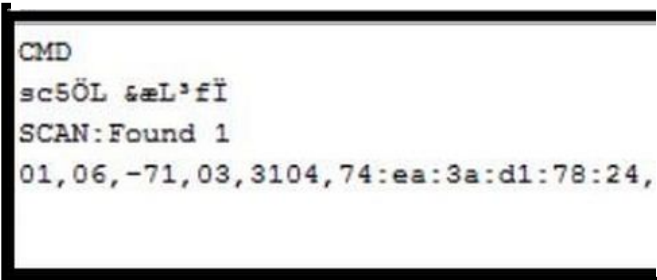 CMD
sc5ÖL &æL³fÏ
SCAN:Found 1
01,06,-71,03,3104,74:ea:3a:d1:78:24,